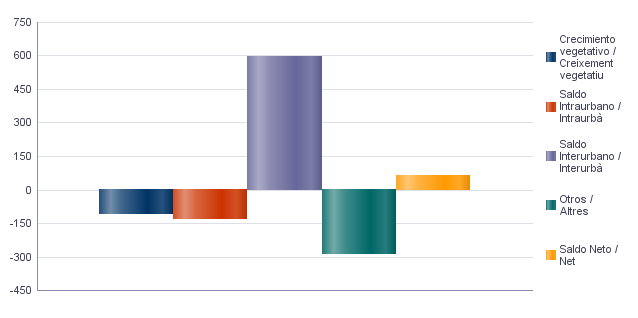 750
600
450
300
150
0
-150
-300
-450
Crecimiento
vegetativo /
Creixement
vegetatiu
Saldo
Intraurbano /
Intraurbà
Saldo
Interurbano /
Interurbà
Otros /
Altres
Saldo Neto /
Net